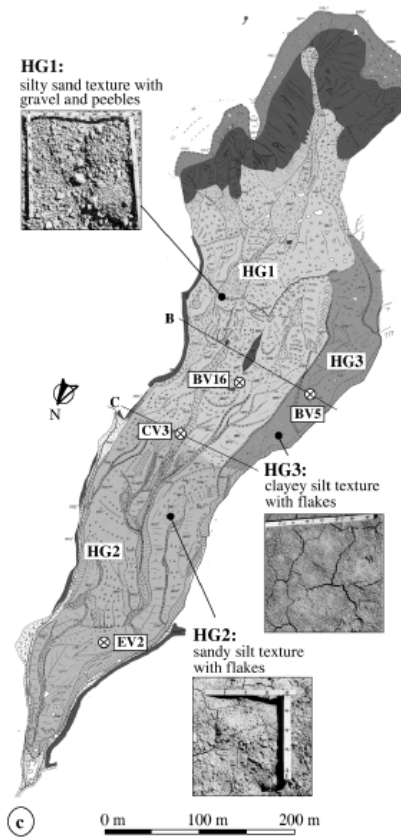 HG1:
silty sand texture with
gravel and peebles
HG1
B
HG3
BV16
BV5
N
C
CV3
HG3:
clayey silt texture
with flakes
HG2
EV2
HG2:
sandy silt texture
with flakes
c
0 m 100 m 200 m